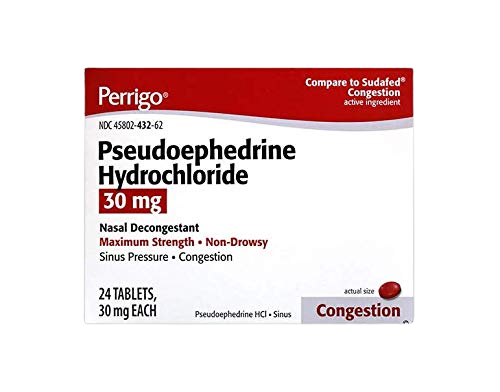 Perrigo®
Compare to Sudafed®
Congestion
active ingredient
NDC 45802-432-62
Pseudoephedrine
Hydrochloride
30 mg
Nasal Decongestant
Maximum Strength • Non-Drowsy
Sinus Pressure • Congestion
24 TABLETS,
30 mg EACH
Pseudoephedrine HCl • Sinus
actual size
Congestion